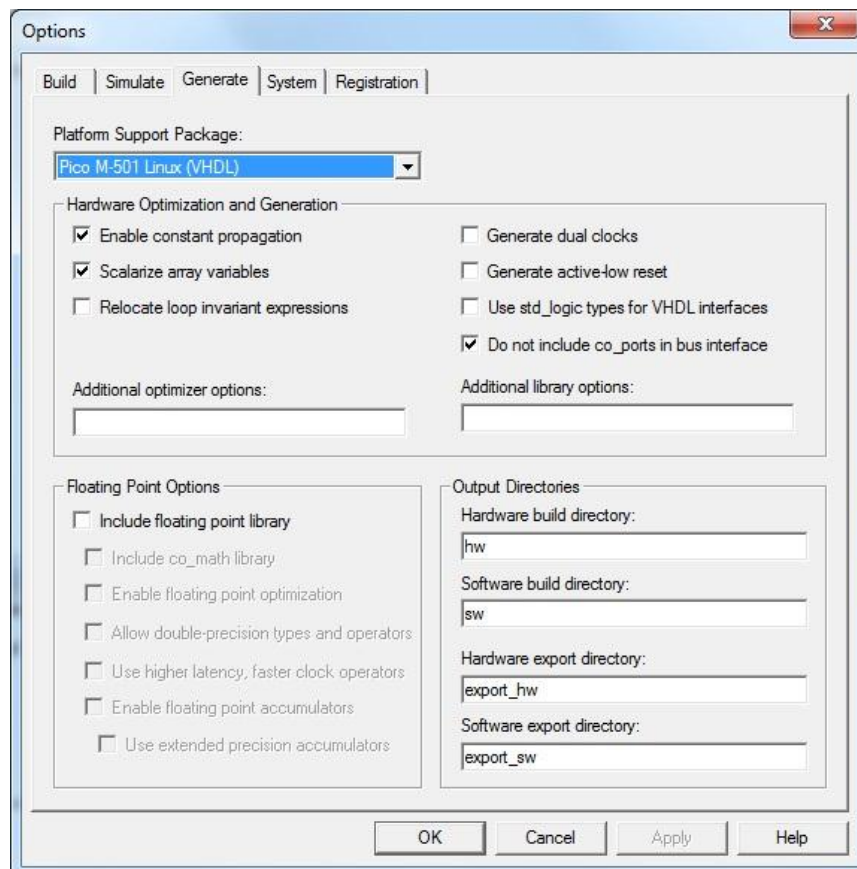 Options
Build Simulate Generate System Registration
Platform Support Package:
Pico M-501 Linux (VHDL)
Hardware Optimization and Generation
Enable constant propagation
Scalarize array variables
Relocate loop invariant expressions
Generate dual clocks
Generate active-low reset
Use std_logic types for VHDL interfaces
Do not include co_ports in bus interface
Additional optimizer options:
Additional library options:
Floating Point Options
Include floating point library
Include co_math library
Enable floating point optimization
Allow double-precision types and operators
Use higher latency, faster clock operators
Enable floating point accumulators
Use extended precision accumulators
Output Directories
Hardware build directory:
hw
Software build directory:
sw
Hardware export directory:
export_hw
Software export directory:
export_sw
OK Cancel Apply Help